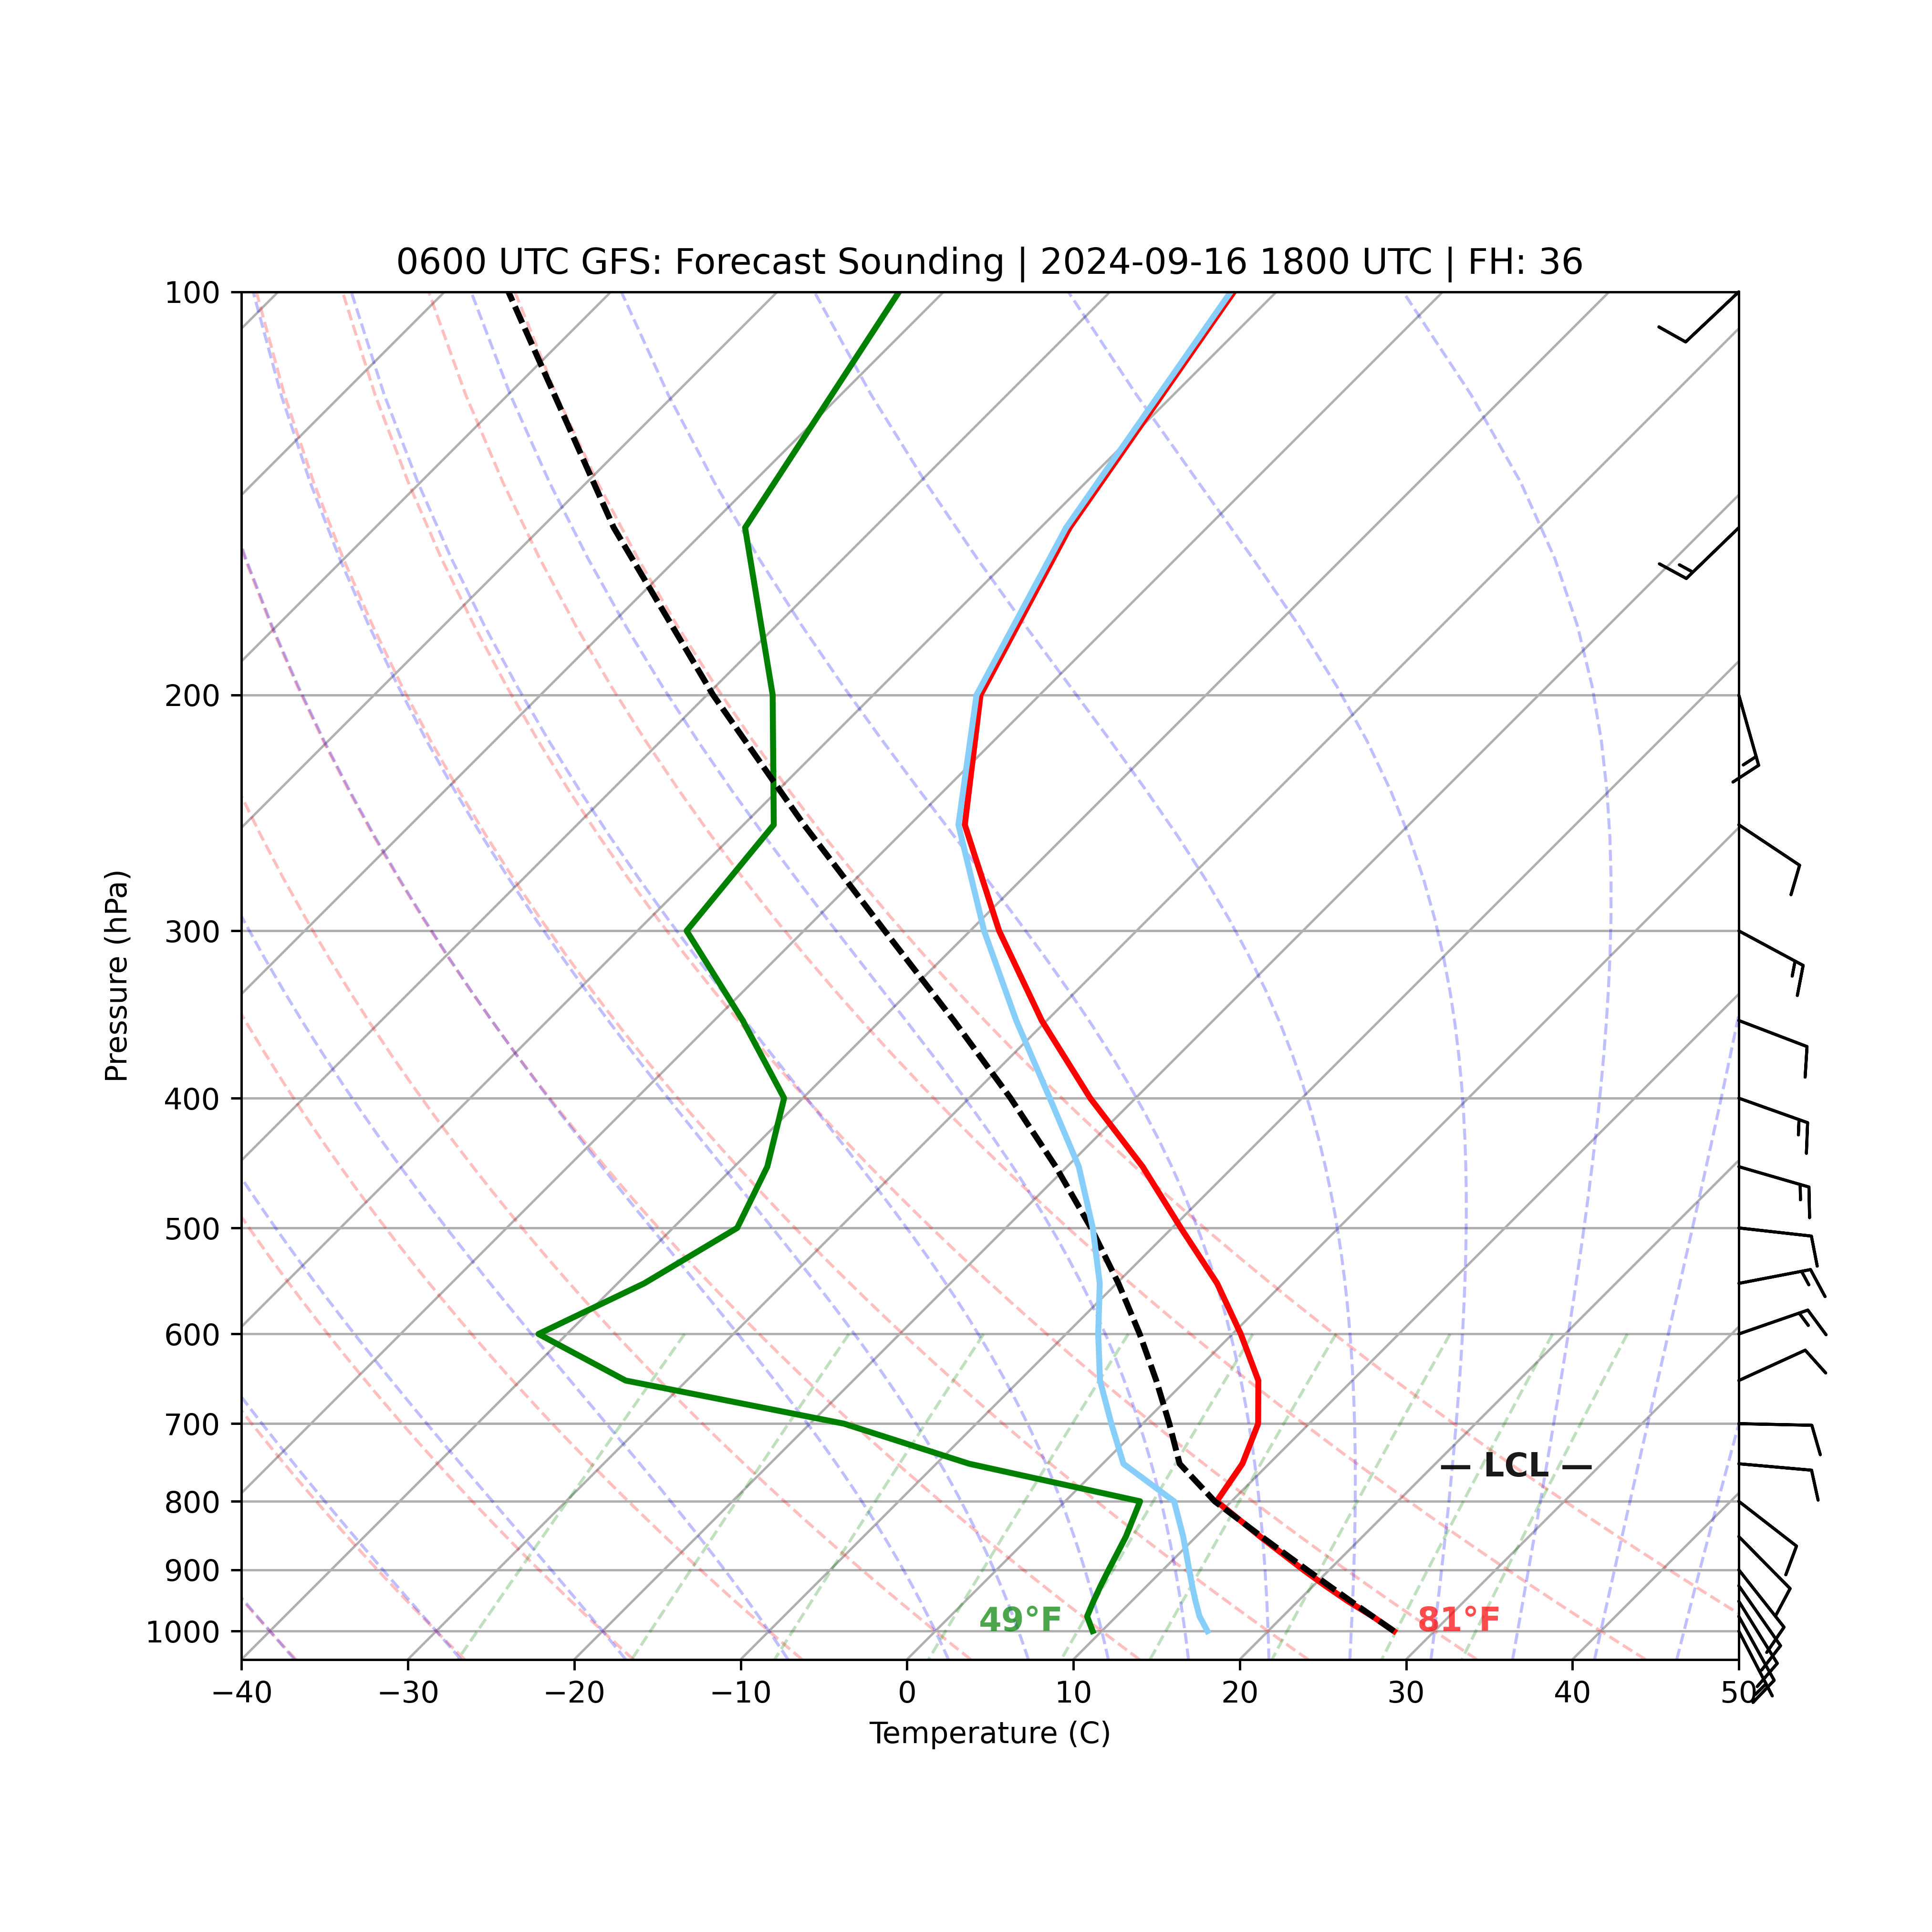 0600 UTC GFS: Forecast Sounding | 2024-09-16 1800 UTC | FH: 36
100
200
300
400
500
600
700
800
900
1000
Pressure (hPa)
— LCL —
49°F
81°F
−40 −30 −20 −10 0 10 20 30 40 50
Temperature (C)